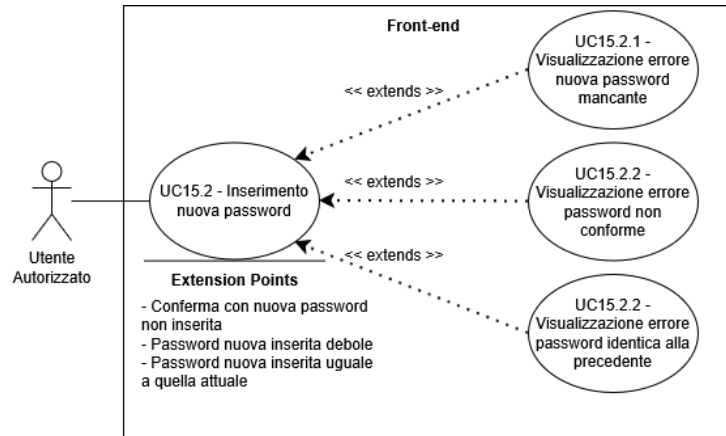 Front-end
UC15.2.1 -
Visualizzazione errore
nuova password
mancante
<< extends >>
UC15.2 - Inserimento
nuova password
<< extends >>
UC15.2.2 -
Visualizzazione errore
password non
conforme
Utente
Autorizzato
<< extends >>
Extension Points
- Conferma con nuova password
non inserita
- Password nuova inserita debole
- Password nuova inserita uguale
a quella attuale
UC15.2.2 -
Visualizzazione errore
password identica alla
precedente